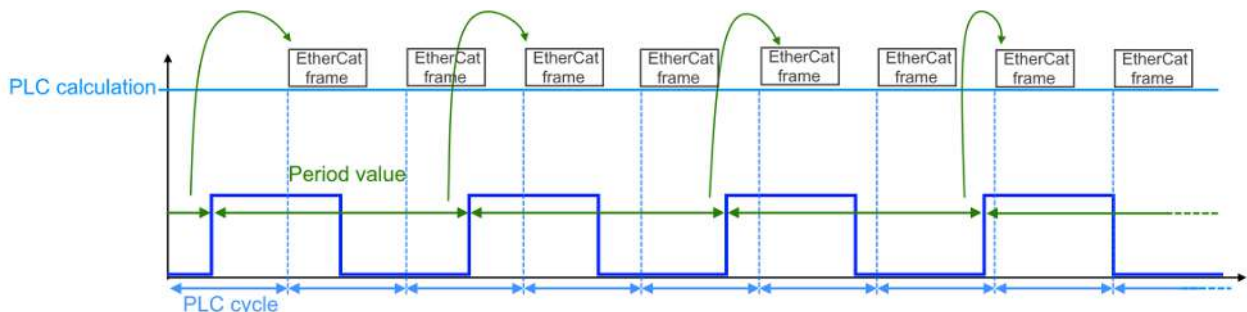 EtherCat
frame
EtherCat
frame
EtherCat
frame
EtherCat
frame
EtherCat
frame
EtherCat
frame
EtherCat
frame
EtherCat
frame
PLC calculation
Period value
PLC cycle